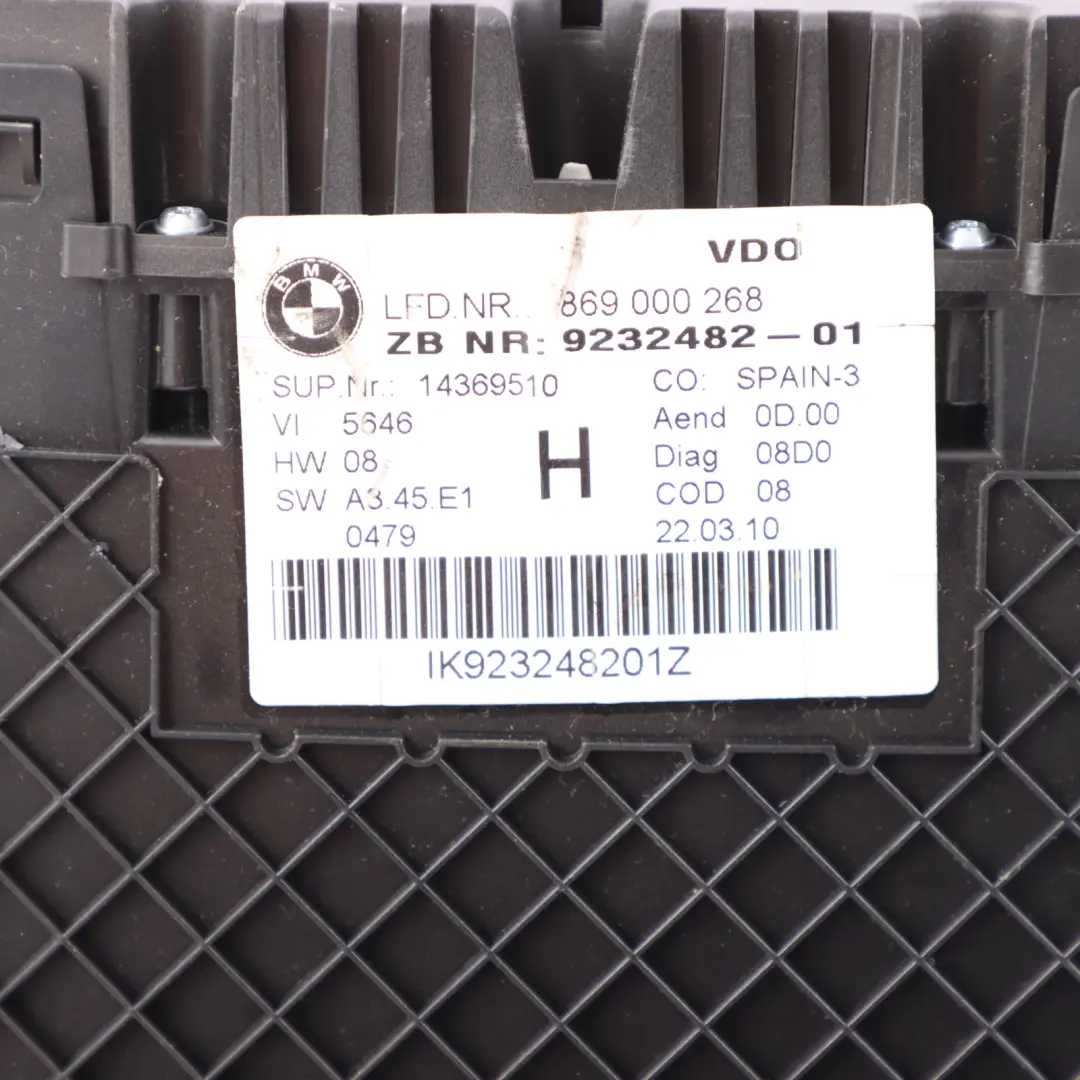 VDO
BMW
LFD.NR.: 869 000 268
ZB NR: 9232482-01
SUP.Nr.: 14369510 CO: SPAIN-3
VI 5646 Aend 0D.00
HW 08 H Diag 08D0
SW A3.45.E1 COD 08
0479 22.03.10
IK923248201Z